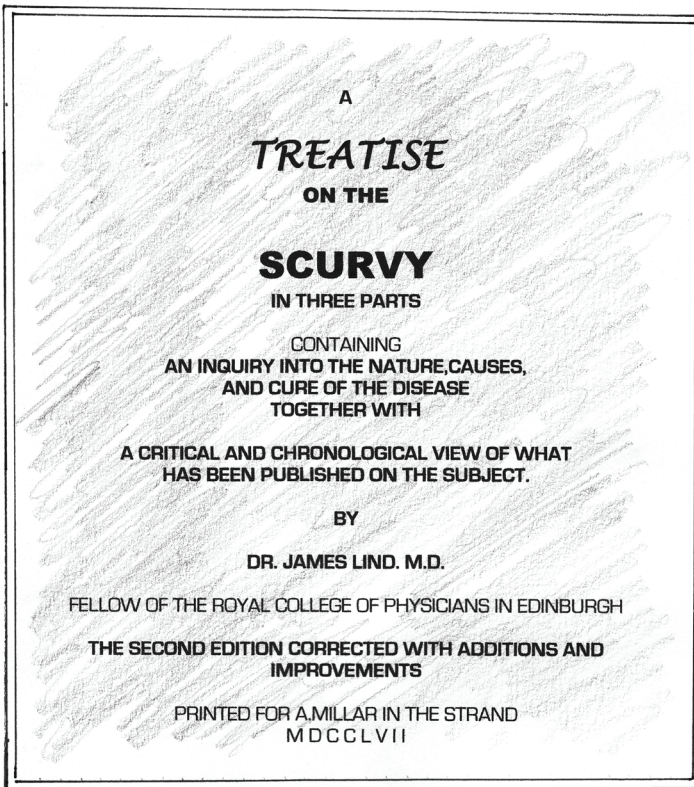 A
TREATISE
ON THE
SCURVY
IN THREE PARTS
CONTAINING
AN INQUIRY INTO THE NATURE,CAUSES,
AND CURE OF THE DISEASE
TOGETHER WITH
A CRITICAL AND CHRONOLOGICAL VIEW OF WHAT
HAS BEEN PUBLISHED ON THE SUBJECT.
BY
DR. JAMES LIND. M.D.
FELLOW OF THE ROYAL COLLEGE OF PHYSICIANS IN EDINBURGH
THE SECOND EDITION CORRECTED WITH ADDITIONS AND
IMPROVEMENTS
PRINTED FOR A.MILLAR IN THE STRAND
MDCCLVII